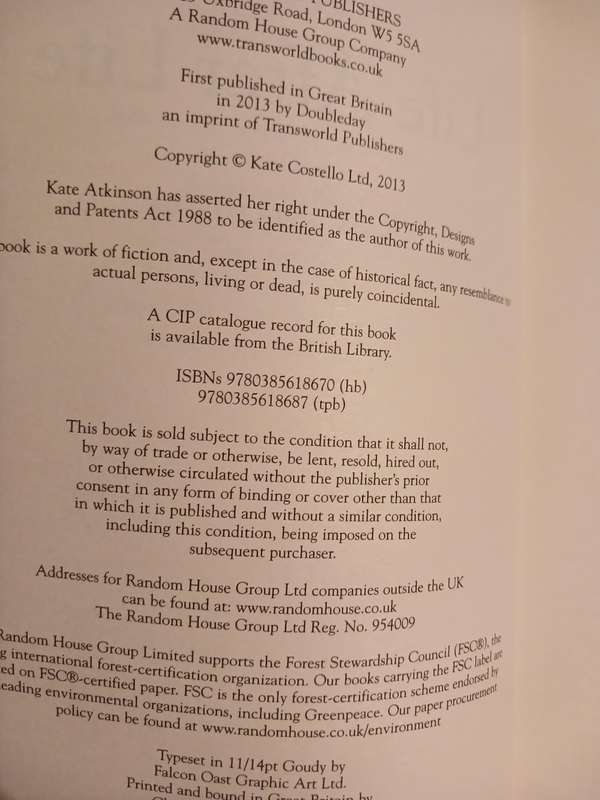 PUBLISHERS
Uxbridge Road, London W5 5SA
A Random House Group Company
www.transworldbooks.co.uk
First published in Great Britain
in 2013 by Doubleday
an imprint of Transworld Publishers
Copyright © Kate Costello Ltd, 2013
Kate Atkinson has asserted her right under the Copyright, Designs
and Patents Act 1988 to be identified as the author of this work.
book is a work of fiction and, except in the case of historical fact, any resemblance to
actual persons, living or dead, is purely coincidental.
A CIP catalogue record for this book
is available from the British Library.
ISBNs 9780385618670 (hb)
9780385618687 (tpb)
This book is sold subject to the condition that it shall not,
by way of trade or otherwise, be lent, resold, hired out,
or otherwise circulated without the publisher's prior
consent in any form of binding or cover other than that
in which it is published and without a similar condition,
including this condition, being imposed on the
subsequent purchaser.
Addresses for Random House Group Ltd companies outside the UK
can be found at: www.randomhouse.co.uk
The Random House Group Ltd Reg. No. 954009
Random House Group Limited supports the Forest Stewardship Council (FSC®), the
international forest-certification organization. Our books carrying the FSC label are
on FSC®-certified paper. FSC is the only forest-certification scheme endorsed by
leading environmental organizations, including Greenpeace. Our paper procurement
policy can be found at www.randomhouse.co.uk/environment
Typeset in 11/14pt Goudy by
Falcon Oast Graphic Art Ltd.
Printed and bound in Great Britain by